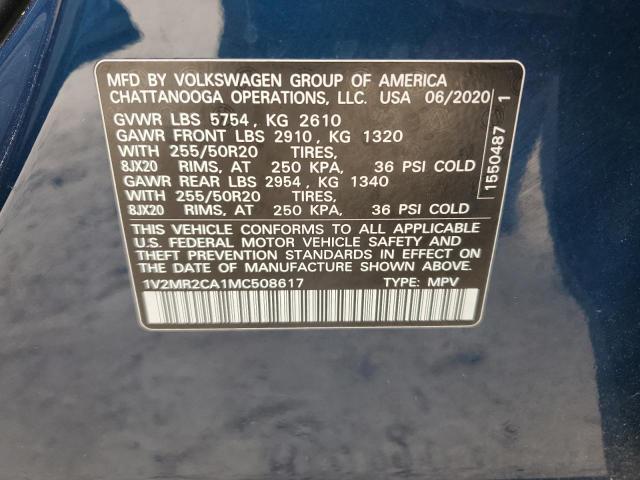 MFD BY VOLKSWAGEN GROUP OF AMERICA
CHATTANOOGA OPERATIONS, LLC. USA 06/2020
GVWR LBS 5754, KG 2610
GAWR FRONT LBS 2910, KG 1320
WITH 255/50R20 TIRES,
8JX20 RIMS, AT 250 KPA, 36 PSI COLD
GAWR REAR LBS 2954, KG 1340
WITH 255/50R20 TIRES,
8JX20 RIMS, AT 250 KPA, 36 PSI COLD
THIS VEHICLE CONFORMS TO ALL APPLICABLE
U.S. FEDERAL MOTOR VEHICLE SAFETY AND
THEFT PREVENTION STANDARDS IN EFFECT ON
DATE OF MANUFACTURE SHOWN ABOVE.
1V2MR2CA1MC508617 TYPE: MPV
1550487 1